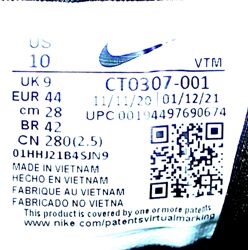 US
10 VTM
UK 9 CT0307-001
EUR 44 11/11/20 01/12/21
cm 28 UPC 00194497690674
BR 42
CN 280(2.5)
01HHJ21B4SJN9
MADE IN VIETNAM
HECHO EN VIETNAM
FABRIQUE AU VIETNAM
FABRICADO NO VIETNA
This product is covered by one or more patents
www.nike.com/patentsvirtualmarking